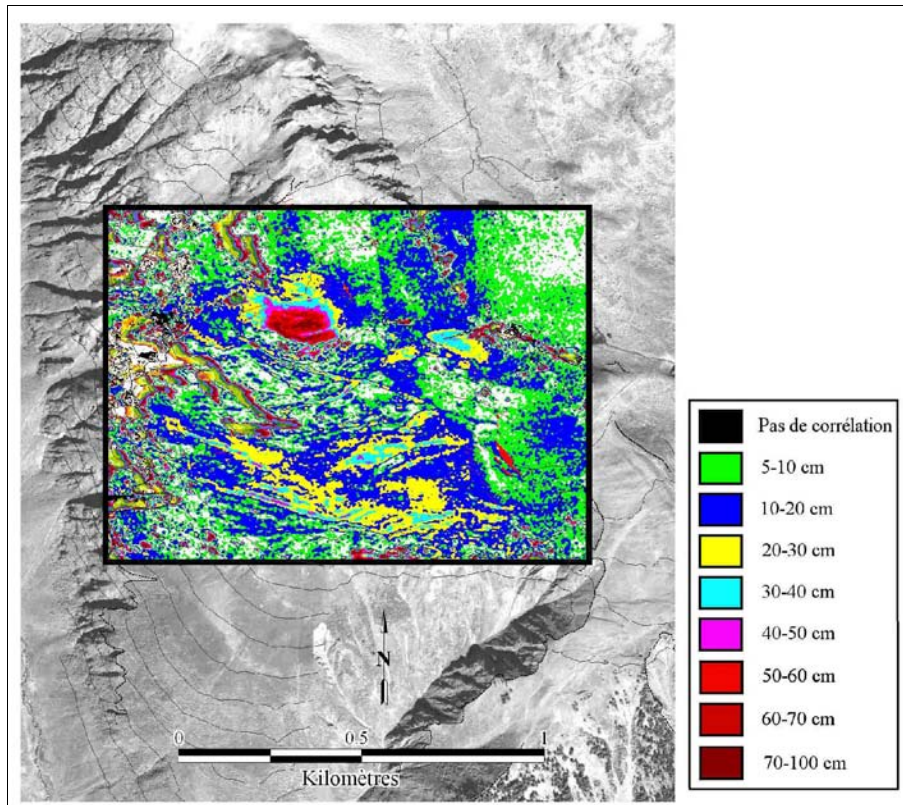 Pas de corrélation
5-10 cm
10-20 cm
20-30 cm
30-40 cm
40-50 cm
50-60 cm
60-70 cm
70-100 cm
N
0 0.5 1
Kilomètres